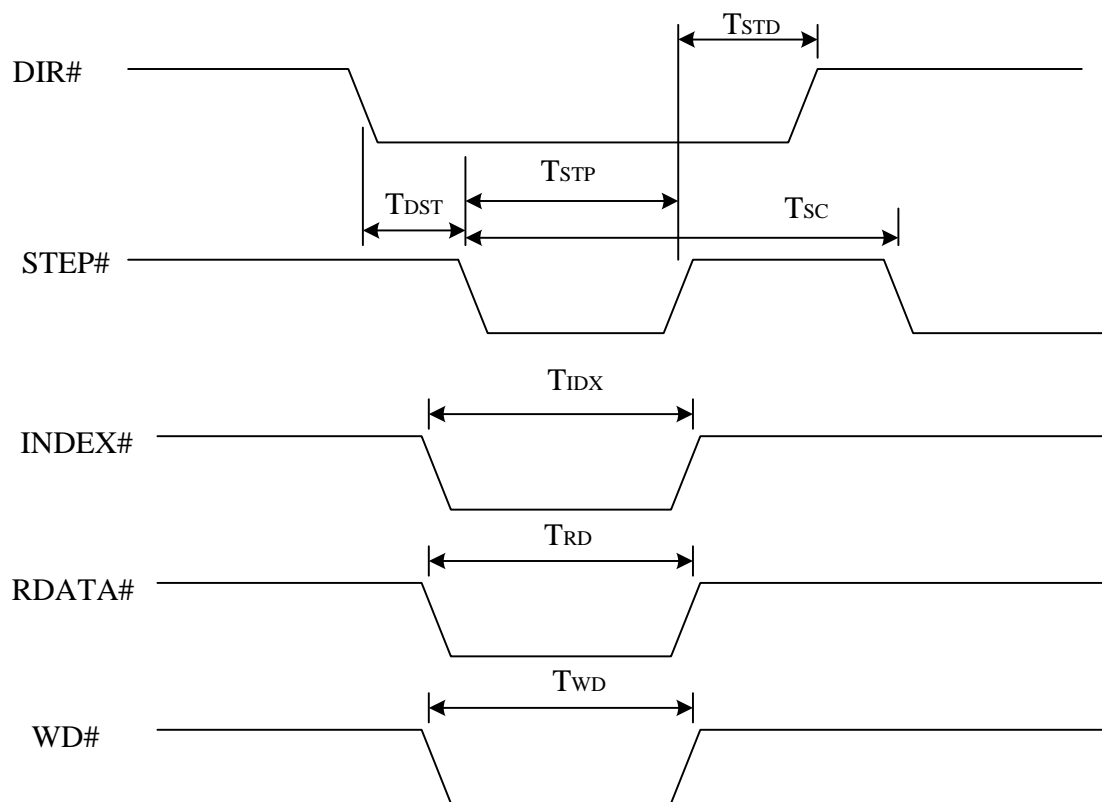 TSTD
DIR#
TSTP
TDST
TSC
STEP#
TIDX
INDEX#
TRD
RDATA#
TWD
WD#